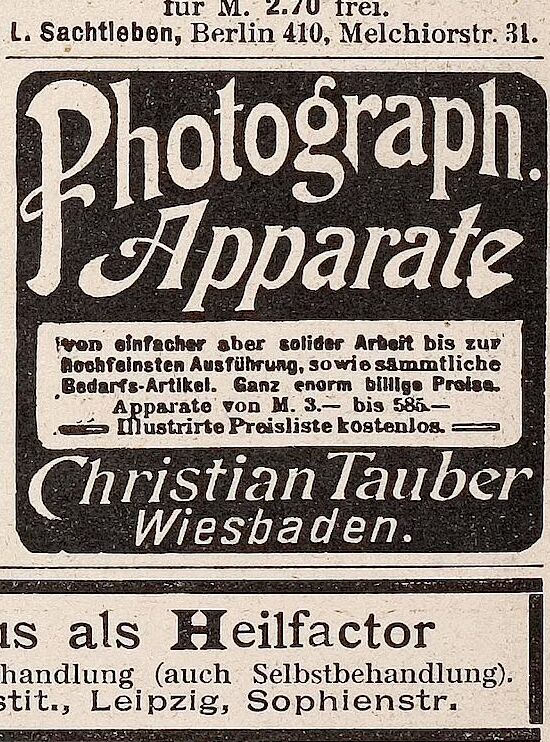 für M. 2.70 frei.
L. Sachtleben, Berlin 410, Melchiorstr. 31.
Photograph.
Apparate
von einfacher aber solider Arbeit bis zur
hochfeinsten Ausführung, sowie sämmtliche
Bedarfs-Artikel. Ganz enorm billige Preise.
Apparate von M. 3.— bis 585.—
Illustrirte Preisliste kostenlos.
Christian Tauber
Wiesbaden.
us als Heilfactor
handlung (auch Selbstbehandlung).
stit., Leipzig, Sophienstr.